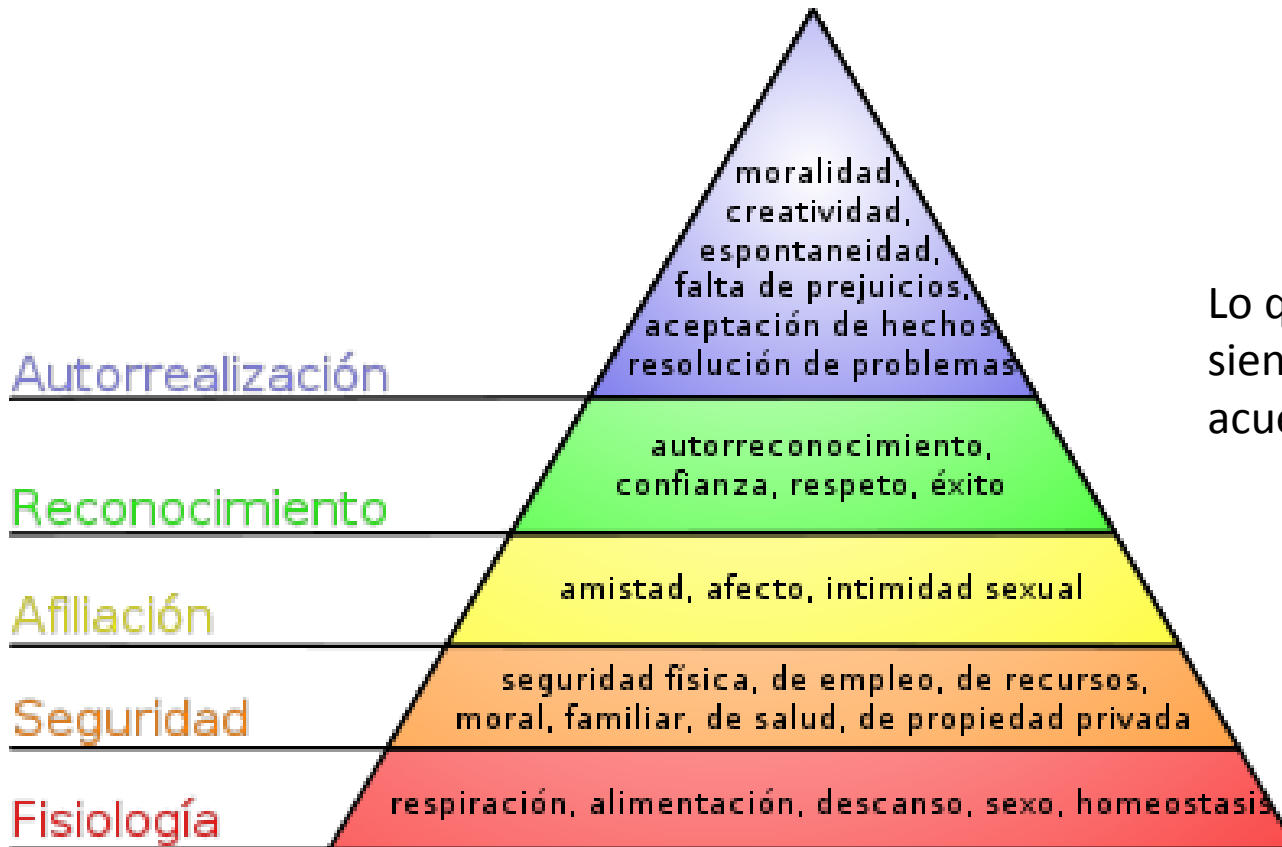 moralidad,
creatividad,
espontaneidad,
falta de prejuicios,
aceptación de hechos,
resolución de problemas
Autorrealización
autorreconocimiento,
confianza, respeto, éxito
Reconocimiento
amistad, afecto, intimidad sexual
Afiliación
seguridad física, de empleo, de recursos,
moral, familiar, de salud, de propiedad privada
Seguridad
respiración, alimentación, descanso, sexo, homeostasis
Fisiología
Lo